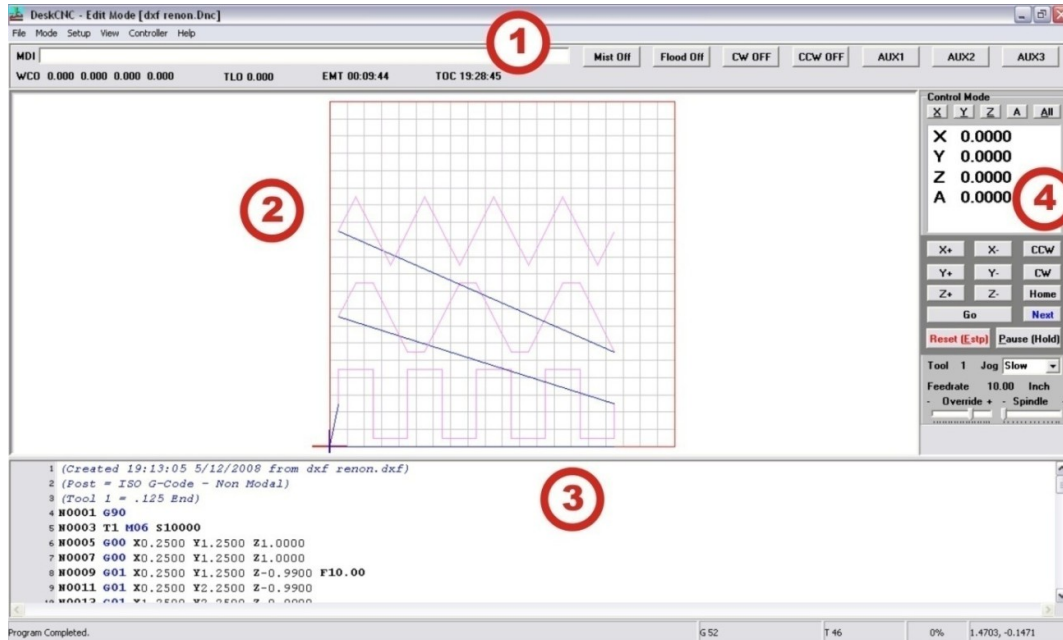 DeskCNC - Edit Mode [dxf renon.Dnc]
File Mode Setup View Controller Help
MDI
Mist Off Flood Off CW OFF CCW OFF AUX1 AUX2 AUX3
WCO 0.000 0.000 0.000 0.000 TLO 0.000 EMT 00:09:44 TOC 19:28:45
1
2
3
4
Control Mode
X Y Z A All
X 0.0000
Y 0.0000
Z 0.0000
A 0.0000
X+ X- CCW
Y+ Y- CW
Z+ Z- Home
Go Next
Reset (Estp) Pause (Hold)
Tool 1 Jog Slow
Feedrate 10.00 Inch
- Override + - Spindle
1 (Created 19:13:05 5/12/2008 from dxf renon.dxf)
2 (Post = ISO G-Code - Non Modal)
3 (Tool 1 = .125 End)
4 N0001 G90
5 N0003 T1 M06 S10000
6 N0005 G00 X0.2500 Y1.2500 Z1.0000
7 N0007 G00 X0.2500 Y1.2500 Z1.0000
8 N0009 G01 X0.2500 Y1.2500 Z-0.9900 F10.00
9 N0011 G01 X0.2500 Y2.2500 Z-0.9900
Program Completed. G 52 T 46 0% 1.4703, -0.1471